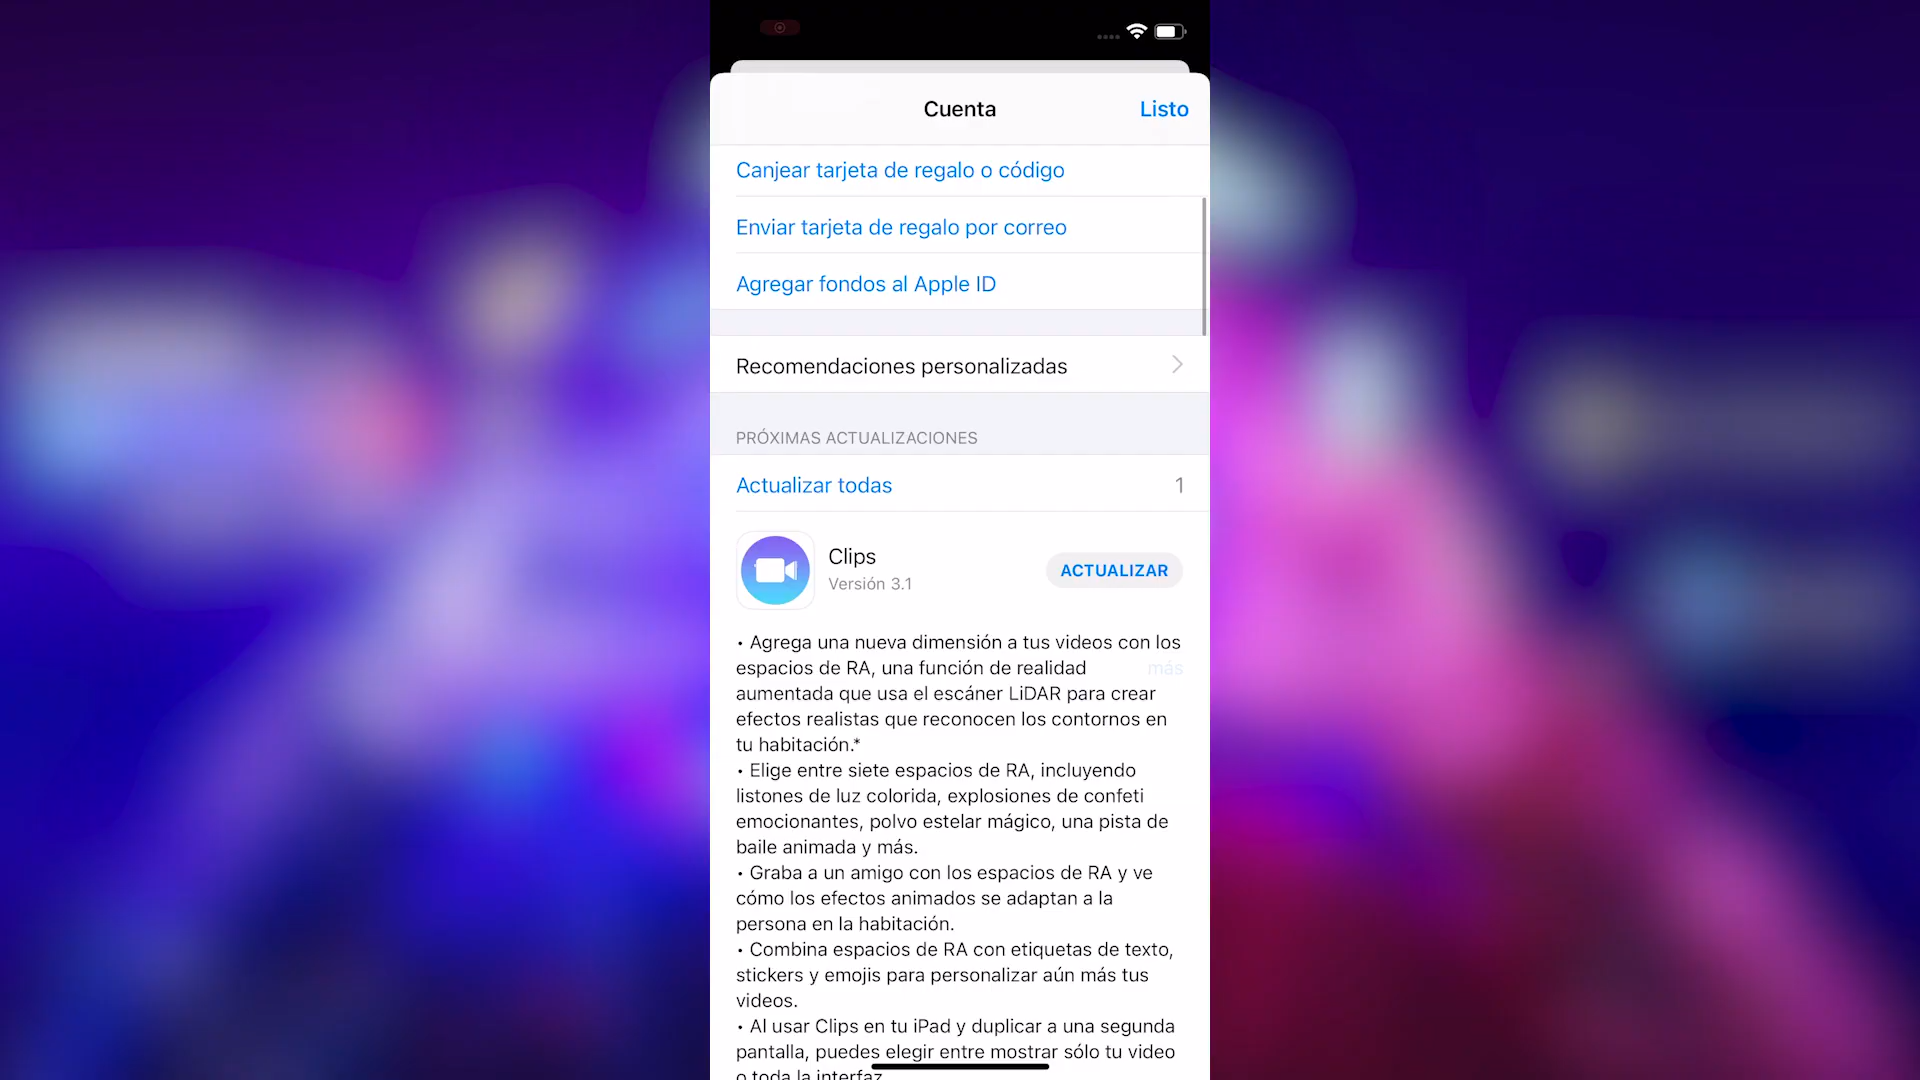 Cuenta
Listo
Canjear tarjeta de regalo o código
Enviar tarjeta de regalo por correo
Agregar fondos al Apple ID
Recomendaciones personalizadas
PRÓXIMAS ACTUALIZACIONES
Actualizar todas
1
Clips
Versión 3.1
ACTUALIZAR
• Agrega una nueva dimensión a tus videos con los
espacios de RA, una función de realidad
más
aumentada que usa el escáner LiDAR para crear
efectos realistas que reconocen los contornos en
tu habitación.*
• Elige entre siete espacios de RA, incluyendo
listones de luz colorida, explosiones de confeti
emocionantes, polvo estelar mágico, una pista de
baile animada y más.
• Graba a un amigo con los espacios de RA y ve
cómo los efectos animados se adaptan a la
persona en la habitación.
• Combina espacios de RA con etiquetas de texto,
stickers y emojis para personalizar aún más tus
videos.
• Al usar Clips en tu iPad y duplicar a una segunda
pantalla, puedes elegir entre mostrar sólo tu video
o toda la interfaz